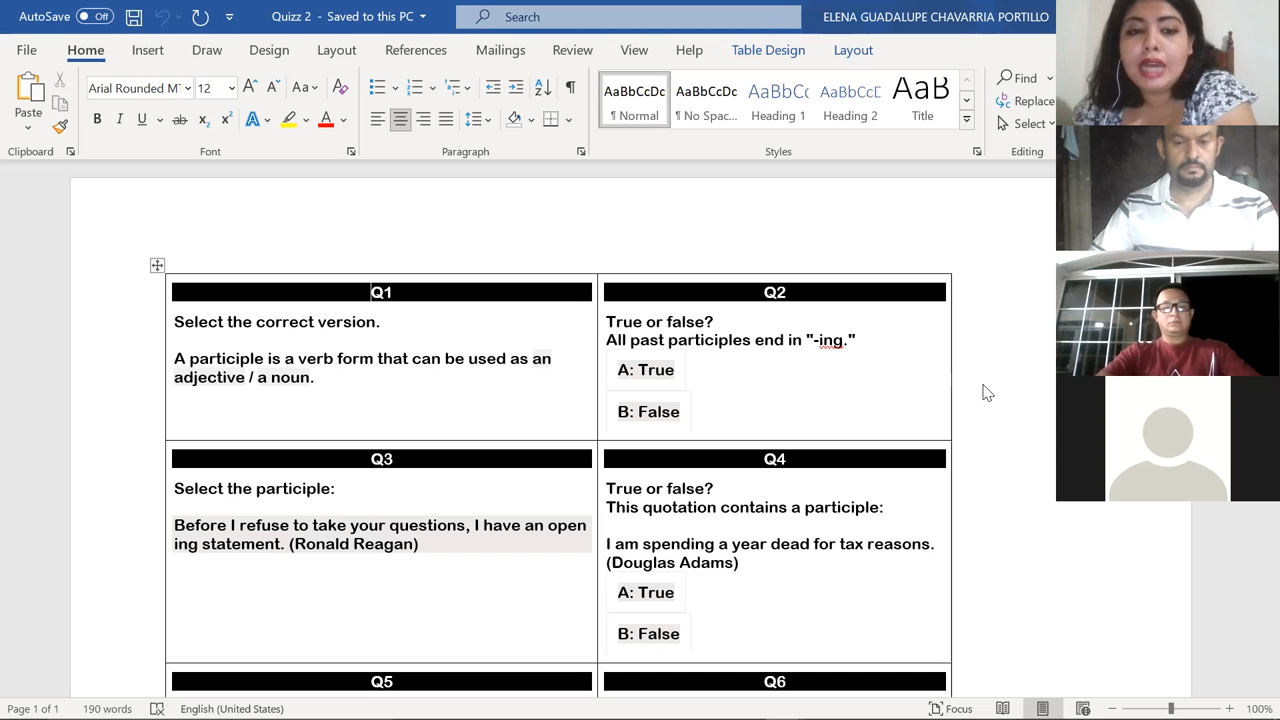 AutoSave Off Quizz 2 - Saved to this PC Search ELENA GUADALUPE CHAVARRIA PORTILLO
File Home Insert Draw Design Layout References Mailings Review View Help Table Design Layout
Paste
Clipboard
Arial Rounded MT 12
Font
Paragraph
AaBbCcDc AaBbCcDc AaBbCc AaBbCcD AaB
¶ Normal ¶ No Spac... Heading 1 Heading 2 Title
Styles
Find
Replace
Select
Editing
Q1
Select the correct version.
A participle is a verb form that can be used as an
adjective / a noun.
Q2
True or false?
All past participles end in "-ing."
A: True
B: False
Q3
Select the participle:
Before I refuse to take your questions, I have an open
ing statement. (Ronald Reagan)
Q4
True or false?
This quotation contains a participle:
I am spending a year dead for tax reasons.
(Douglas Adams)
A: True
B: False
Q5
Q6
Page 1 of 1 190 words English (United States) Focus 100%